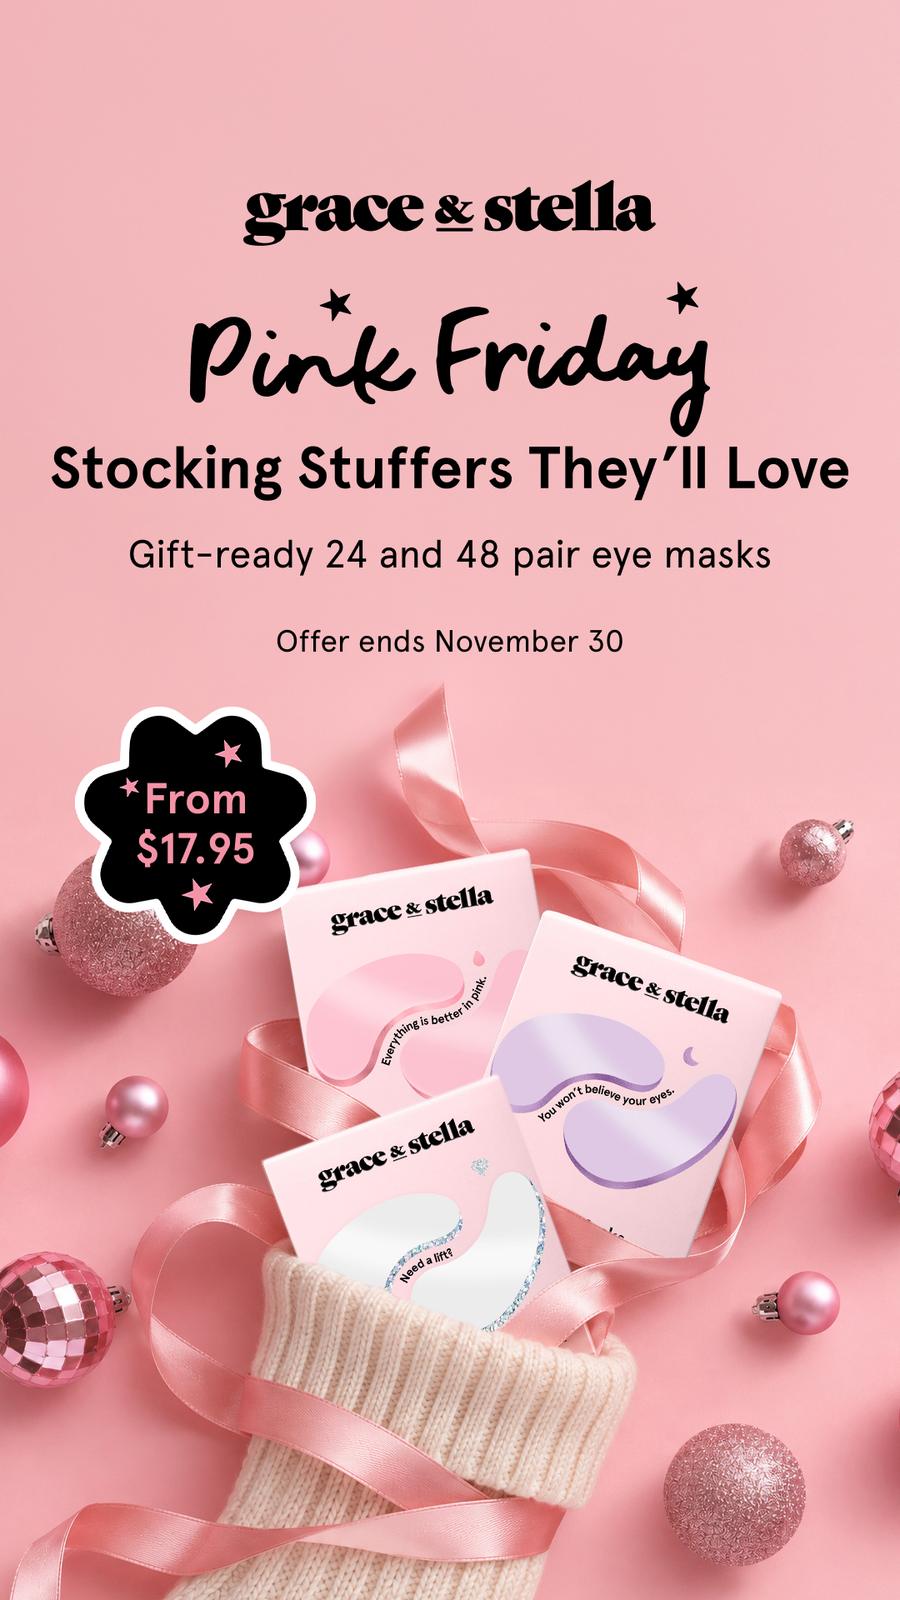 grace & stella
Pink Friday
Stocking Stuffers They’ll Love
Gift-ready 24 and 48 pair eye masks
Offer ends November 30
From
$17.95
grace & stella
Everything is better in pink.
grace & stella
You won’t believe your eyes.
grace & stella
Need a lift?